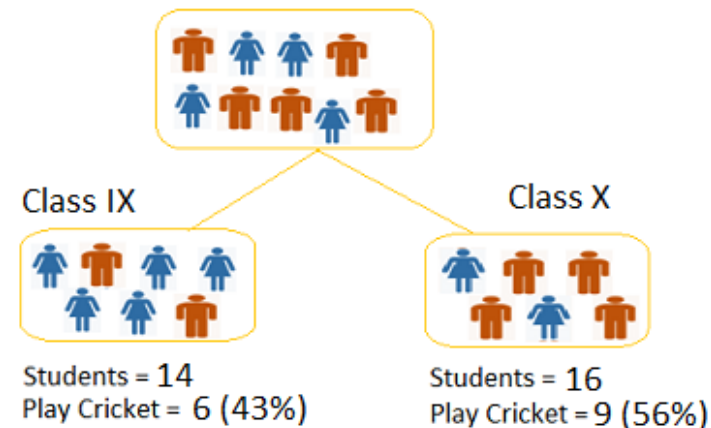 Class IX
Class X
Students = 14
Play Cricket = 6 (43%)
Students = 16
Play Cricket = 9 (56%)